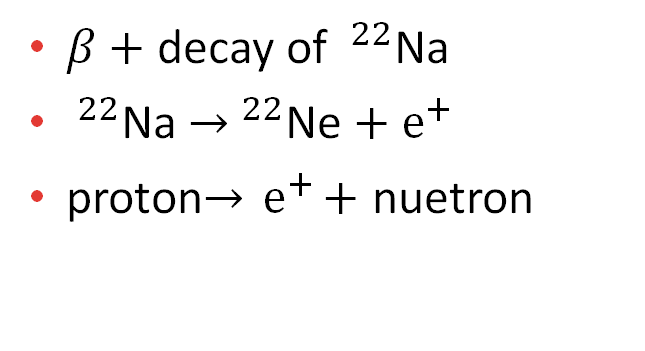 • β + decay of ²²Na
• ²²Na → ²²Ne + e⁺
• proton→ e⁺ + nuetron